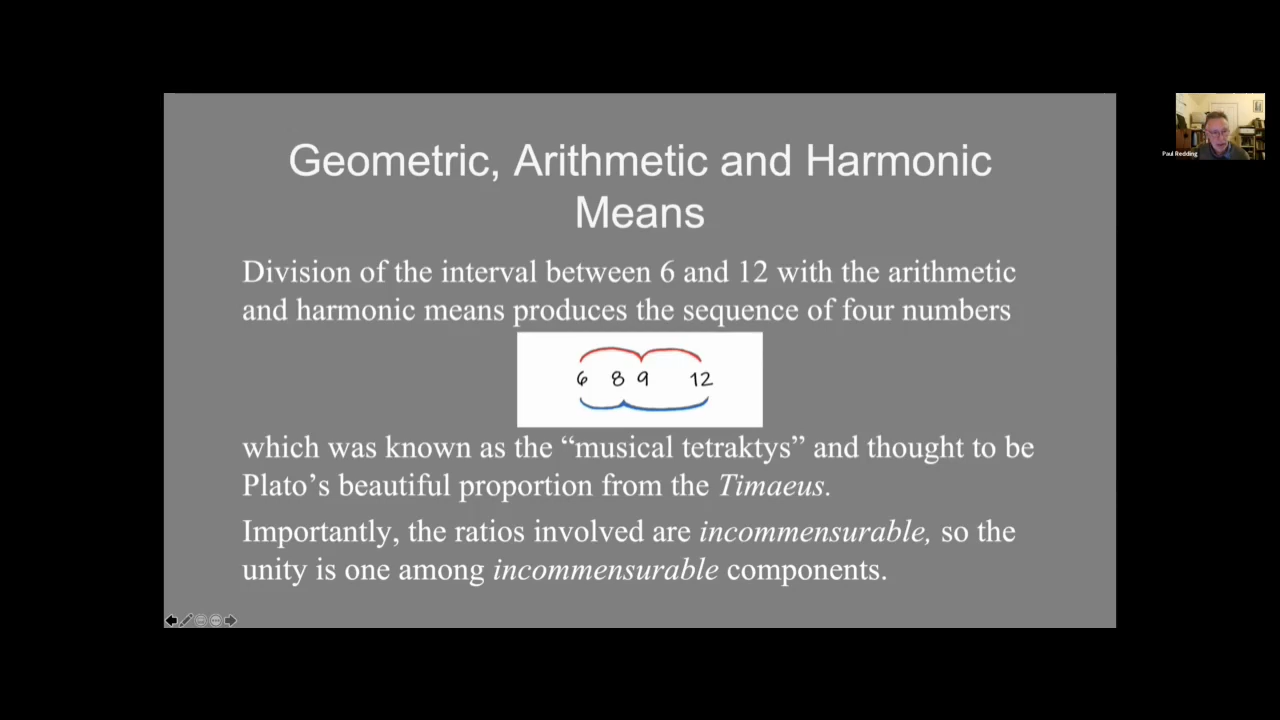 Geometric, Arithmetic and Harmonic
Means
Division of the interval between 6 and 12 with the arithmetic
and harmonic means produces the sequence of four numbers
6 8 9 12
which was known as the “musical tetraktys” and thought to be
Plato’s beautiful proportion from the Timaeus.
Importantly, the ratios involved are incommensurable, so the
unity is one among incommensurable components.
Paul Redding